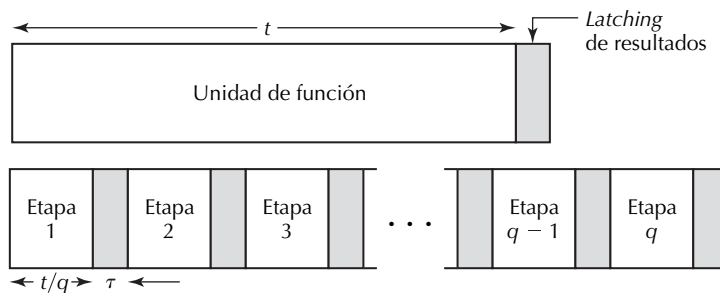 t
Latching
de resultados
Unidad de función
Etapa
1
Etapa
2
Etapa
3
. . .
Etapa
q − 1
Etapa
q
t/q
τ